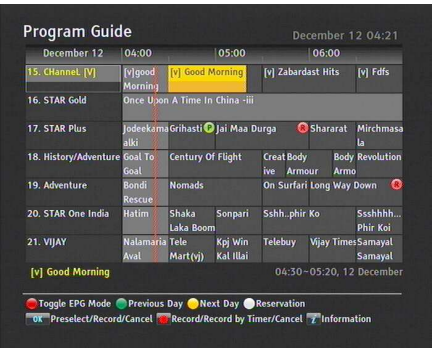 Program Guide
December 12 04:21
December 12 04:00 05:00 06:00
15. CHanneL [V] [v]good Morning [v] Good Morning [v] Zabardast Hits [v] Fdfs
16. STAR Gold Once Upon A Time In China -iii
17. STAR Plus Jodeekamaalki Grihasti P Jai Maa Durga R Shararat Mirchmasala
18. History/Adventure Goal To Goal Century Of Flight Creative Body Armour Body Armo Revolution
19. Adventure Bondi Rescue Nomads On Surfari Long Way Down R
20. STAR One India Hatim Shaka Laka Boom Sonpari Sshh..phir Ko Ssshhhh... Phir Koi
21. VIJAY Nalamaria Aval Tele Mart(vj) Kpj Win Kal Illai Telebuy Vijay Times Samayal Samayal
[v] Good Morning 04:30~05:20, 12 December
Toggle EPG Mode Previous Day Next Day Reservation
OK Preselect/Record/Cancel Record/Record by Timer/Cancel i Information